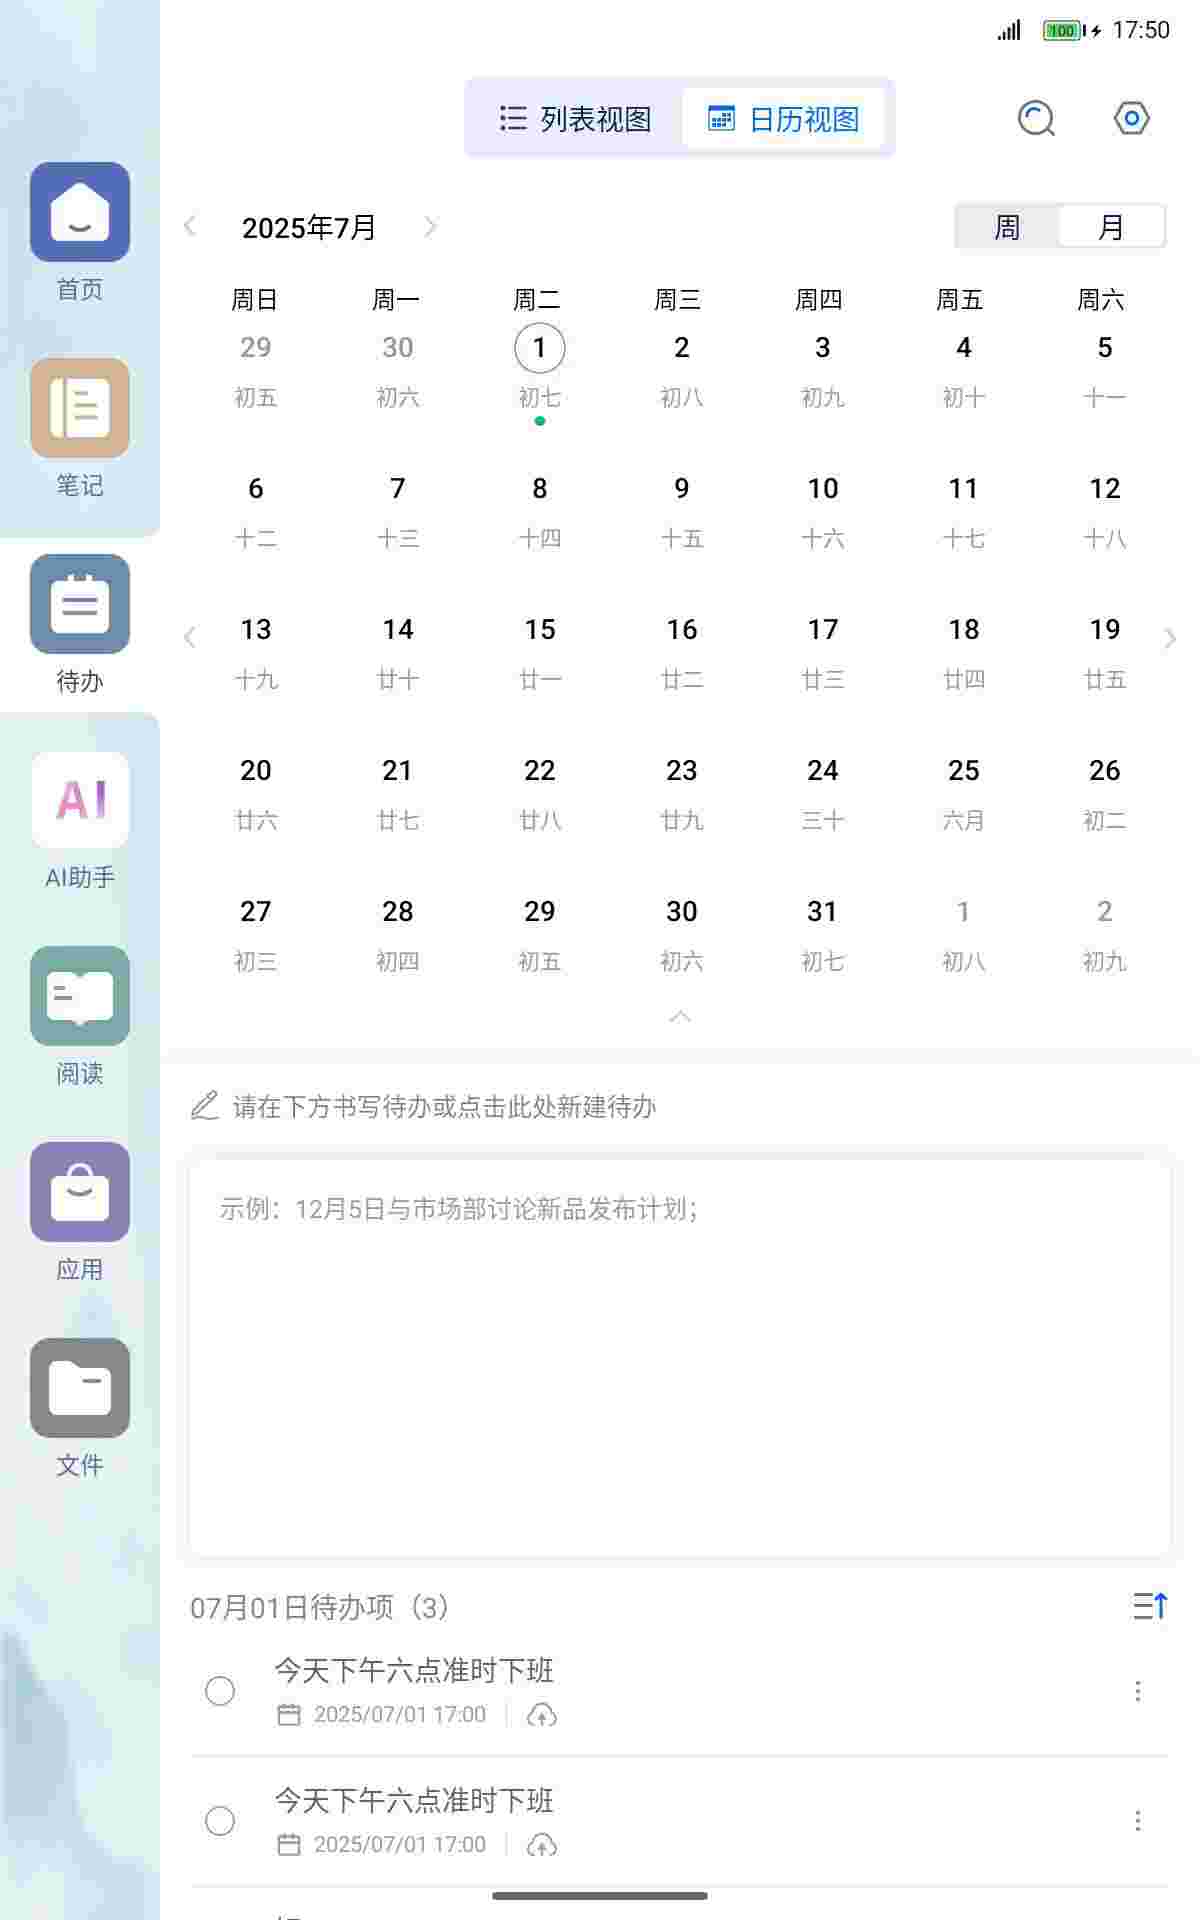 100 17:50
列表视图 日历视图
2025年7月 周 月
周日 周一 周二 周三 周四 周五 周六
29 30 1 2 3 4 5
初五 初六 初七 初八 初九 初十 十一
6 7 8 9 10 11 12
十二 十三 十四 十五 十六 十七 十八
13 14 15 16 17 18 19
十九 廿十 廿一 廿二 廿三 廿四 廿五
20 21 22 23 24 25 26
廿六 廿七 廿八 廿九 三十 六月 初二
27 28 29 30 31 1 2
初三 初四 初五 初六 初七 初八 初九
请在下方书写待办或点击此处新建待办
示例：12月5日与市场部讨论新品发布计划；
07月01日待办项（3）
今天下午六点准时下班
2025/07/01 17:00
今天下午六点准时下班
2025/07/01 17:00
首页
笔记
待办
AI
AI助手
阅读
应用
文件